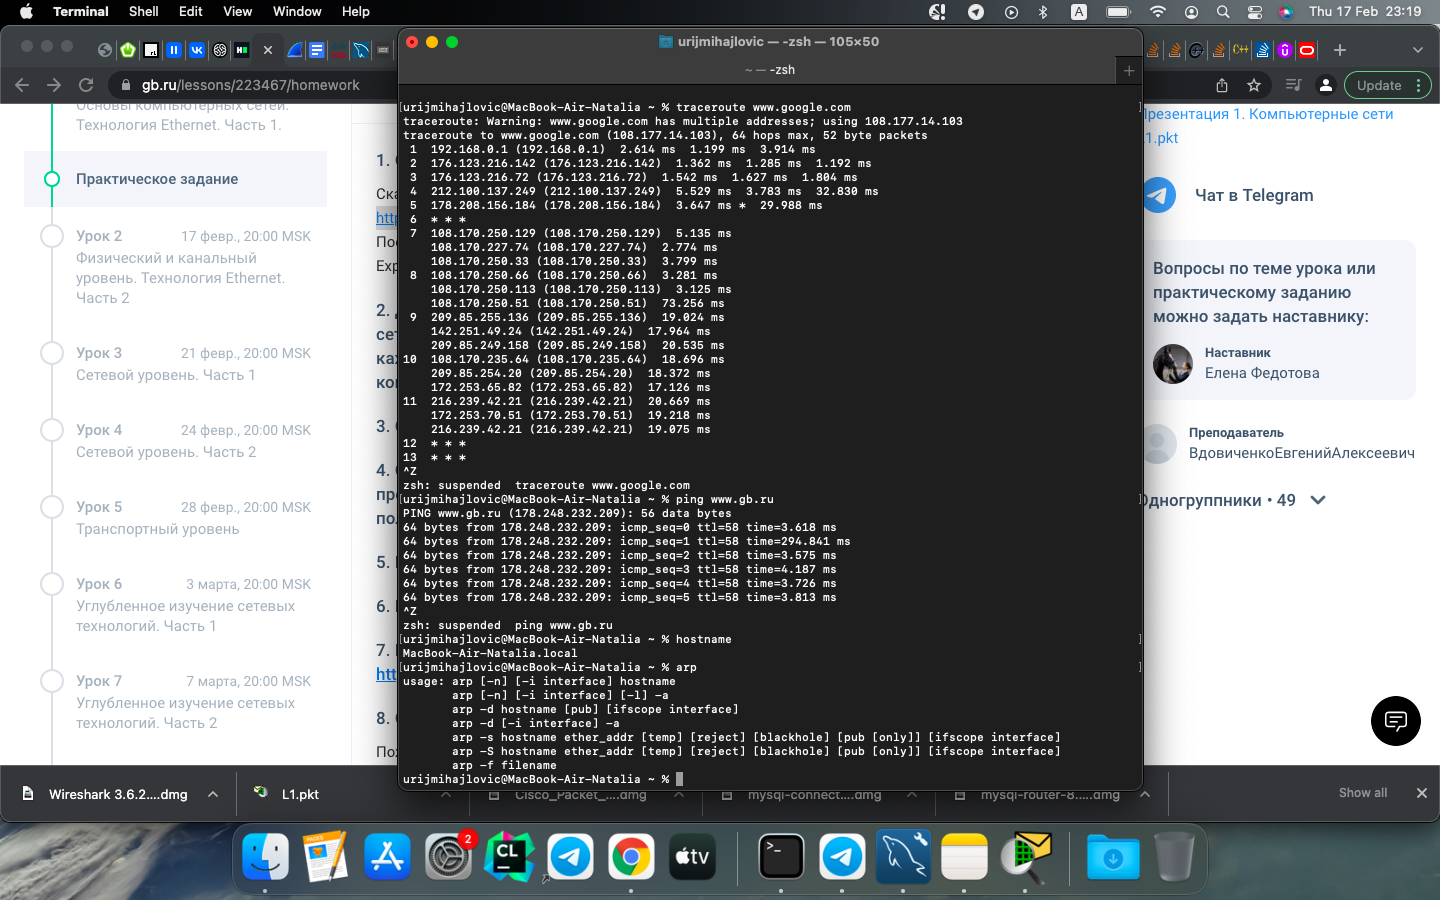 Terminal Shell Edit View Window Help
Thu 17 Feb 23:19
gb.ru/lessons/223467/homework
Update
urijmihajlovic — -zsh — 105×50
~ — -zsh
Основы компьютерных сетей.
Технология Ethernet. Часть 1.
Практическое задание
Урок 2 17 февр., 20:00 MSK
Физический и канальный
уровень. Технология Ethernet.
Часть 2
Урок 3 21 февр., 20:00 MSK
Сетевой уровень. Часть 1
Урок 4 24 февр., 20:00 MSK
Сетевой уровень. Часть 2
Урок 5 28 февр., 20:00 MSK
Транспортный уровень
Урок 6 3 марта, 20:00 MSK
Углубленное изучение сетевых
технологий. Часть 1
Урок 7 7 марта, 20:00 MSK
Углубленное изучение сетевых
технологий. Часть 2
1.
2.
3.
4.
5.
6.
7.
8.
urijmihajlovic@MacBook-Air-Natalia ~ % traceroute www.google.com
traceroute: Warning: www.google.com has multiple addresses; using 108.177.14.103
traceroute to www.google.com (108.177.14.103), 64 hops max, 52 byte packets
1 192.168.0.1 (192.168.0.1) 2.614 ms 1.199 ms 3.914 ms
2 176.123.216.142 (176.123.216.142) 1.362 ms 1.285 ms 1.192 ms
3 176.123.216.72 (176.123.216.72) 1.542 ms 1.627 ms 1.804 ms
4 212.100.137.249 (212.100.137.249) 5.529 ms 3.783 ms 32.830 ms
5 178.208.156.184 (178.208.156.184) 3.647 ms * 29.988 ms
6 * * *
7 108.170.250.129 (108.170.250.129) 5.135 ms
108.170.227.74 (108.170.227.74) 2.774 ms
108.170.250.33 (108.170.250.33) 3.799 ms
8 108.170.250.66 (108.170.250.66) 3.281 ms
108.170.250.113 (108.170.250.113) 3.125 ms
108.170.250.51 (108.170.250.51) 73.256 ms
9 209.85.255.136 (209.85.255.136) 19.024 ms
142.251.49.24 (142.251.49.24) 17.964 ms
209.85.249.158 (209.85.249.158) 20.535 ms
10 108.170.235.64 (108.170.235.64) 18.696 ms
209.85.254.20 (209.85.254.20) 18.372 ms
172.253.65.82 (172.253.65.82) 17.126 ms
11 216.239.42.21 (216.239.42.21) 20.669 ms
172.253.70.51 (172.253.70.51) 19.218 ms
216.239.42.21 (216.239.42.21) 19.075 ms
12 * * *
13 * * *
^Z
zsh: suspended traceroute www.google.com
urijmihajlovic@MacBook-Air-Natalia ~ % ping www.gb.ru
PING www.gb.ru (178.248.232.209): 56 data bytes
64 bytes from 178.248.232.209: icmp_seq=0 ttl=58 time=3.618 ms
64 bytes from 178.248.232.209: icmp_seq=1 ttl=58 time=294.841 ms
64 bytes from 178.248.232.209: icmp_seq=2 ttl=58 time=3.575 ms
64 bytes from 178.248.232.209: icmp_seq=3 ttl=58 time=4.187 ms
64 bytes from 178.248.232.209: icmp_seq=4 ttl=58 time=3.726 ms
64 bytes from 178.248.232.209: icmp_seq=5 ttl=58 time=3.813 ms
^Z
zsh: suspended ping www.gb.ru
urijmihajlovic@MacBook-Air-Natalia ~ % hostname
MacBook-Air-Natalia.local
urijmihajlovic@MacBook-Air-Natalia ~ % arp
usage: arp [-n] [-i interface] hostname
arp [-n] [-i interface] [-l] -a
arp -d hostname [pub] [ifscope interface]
arp -d [-i interface] -a
arp -s hostname ether_addr [temp] [reject] [blackhole] [pub [only]] [ifscope interface]
arp -S hostname ether_addr [temp] [reject] [blackhole] [pub [only]] [ifscope interface]
arp -f filename
urijmihajlovic@MacBook-Air-Natalia ~ %
Презентация 1. Компьютерные сети
L1.pkt
Чат в Telegram
Вопросы по теме урока или
практическому заданию
можно задать наставнику:
Наставник
Елена Федотова
Преподаватель
ВдовиченкоЕвгенийАлексеевич
Одногруппники • 49
Wireshark 3.6.2....dmg
L1.pkt
Cisco_Packet_....dmg
mysql-connect....dmg
mysql-router-8.....dmg
Show all
2
CL
tv